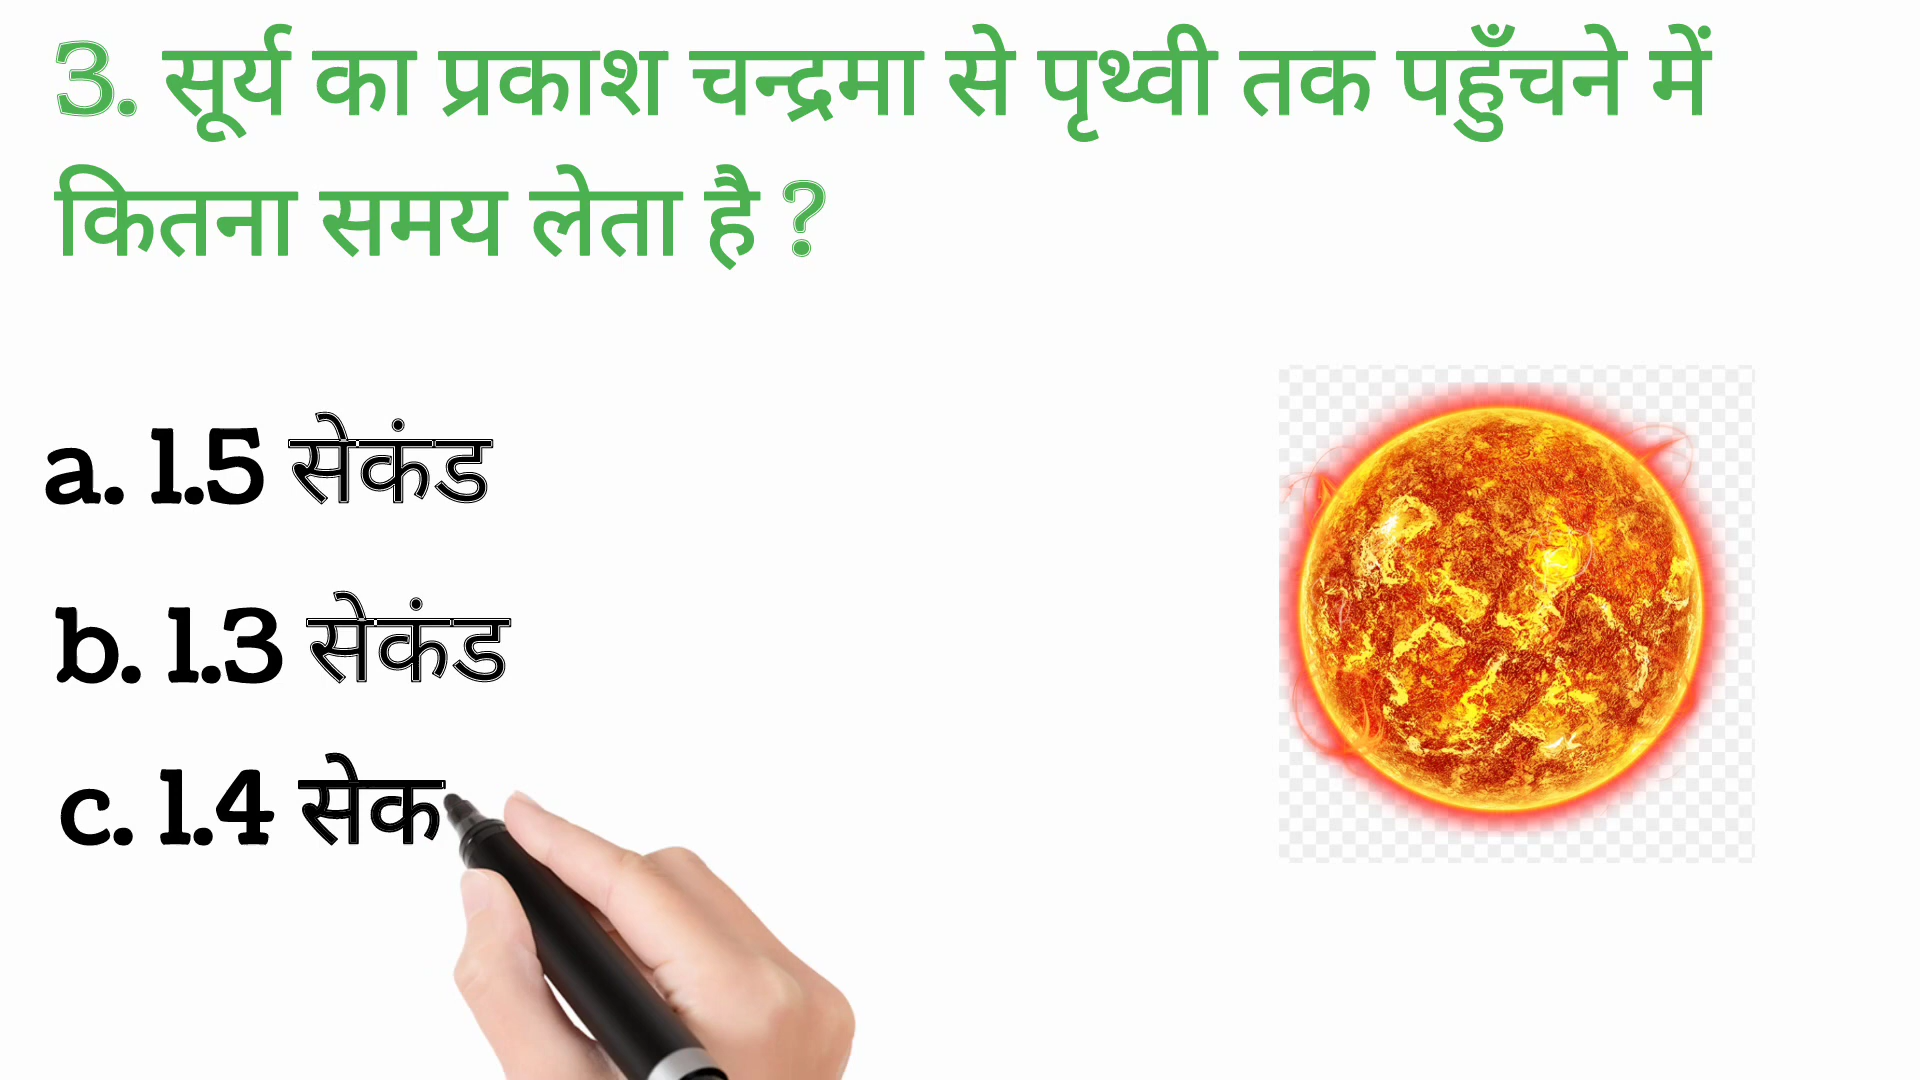 3. सूर्य का प्रकाश चन्द्रमा से पृथ्वी तक पहुँचने में
कितना समय लेता है ?
a. 1.5 सेकंड
b. 1.3 सेकंड
c. 1.4 सेक